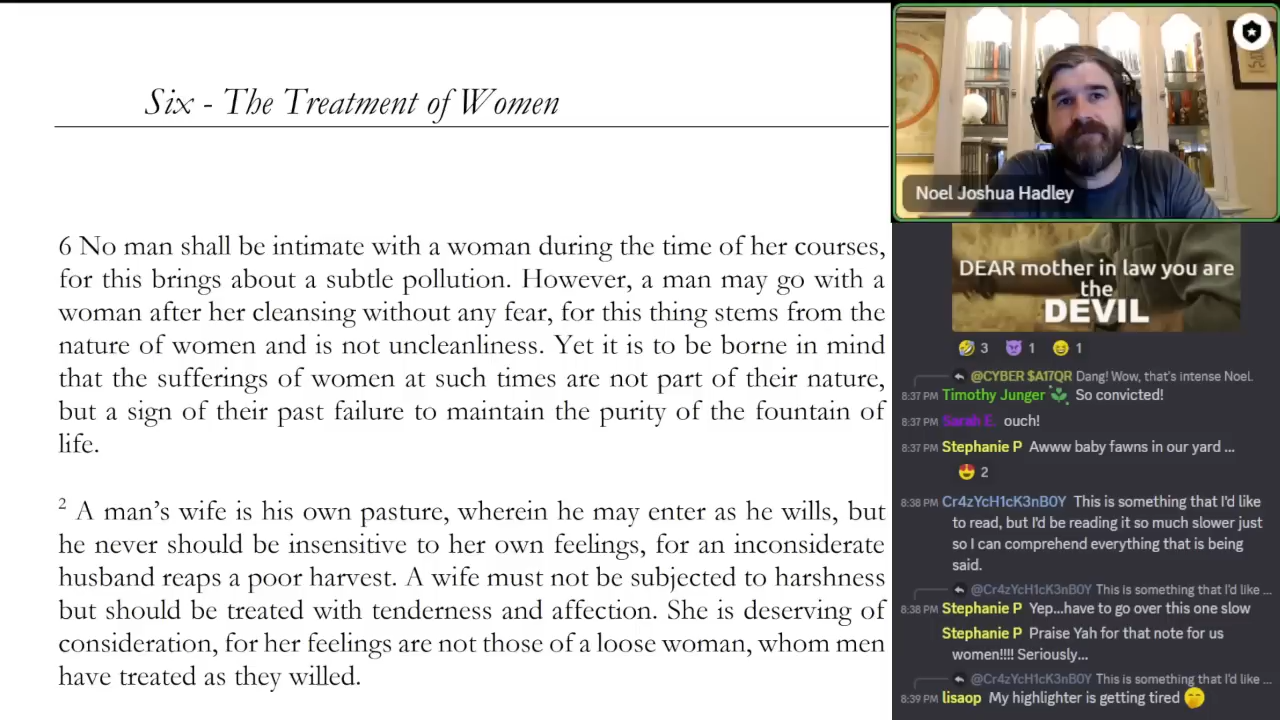 Six - The Treatment of Women
6 No man shall be intimate with a woman during the time of her courses,
for this brings about a subtle pollution. However, a man may go with a
woman after her cleansing without any fear, for this thing stems from the
nature of women and is not uncleanliness. Yet it is to be borne in mind
that the sufferings of women at such times are not part of their nature,
but a sign of their past failure to maintain the purity of the fountain of
life.
2 A man’s wife is his own pasture, wherein he may enter as he wills, but
he never should be insensitive to her own feelings, for an inconsiderate
husband reaps a poor harvest. A wife must not be subjected to harshness
but should be treated with tenderness and affection. She is deserving of
consideration, for her feelings are not those of a loose woman, whom men
have treated as they willed.
Noel Joshua Hadley
DEAR mother in law you are
the
DEVIL
🤣 3 😈 1 😄 1
@CYBER $A17QR Dang! Wow, that's intense Noel.
8:37 PM Timothy Junger So convicted!
8:37 PM Sarah E. ouch!
8:37 PM Stephanie P Awww baby fawns in our yard ...
😍 2
8:38 PM Cr4zYcH1cK3nB0Y This is something that I'd like
to read, but I'd be reading it so much slower just
so I can comprehend everything that is being
said.
@Cr4zYcH1cK3nB0Y This is something that I'd like ...
8:38 PM Stephanie P Yep...have to go over this one slow
Stephanie P Praise Yah for that note for us
women!!!! Seriously...
@Cr4zYcH1cK3nB0Y This is something that I'd like ...
8:39 PM lisaop My highlighter is getting tired 🤭